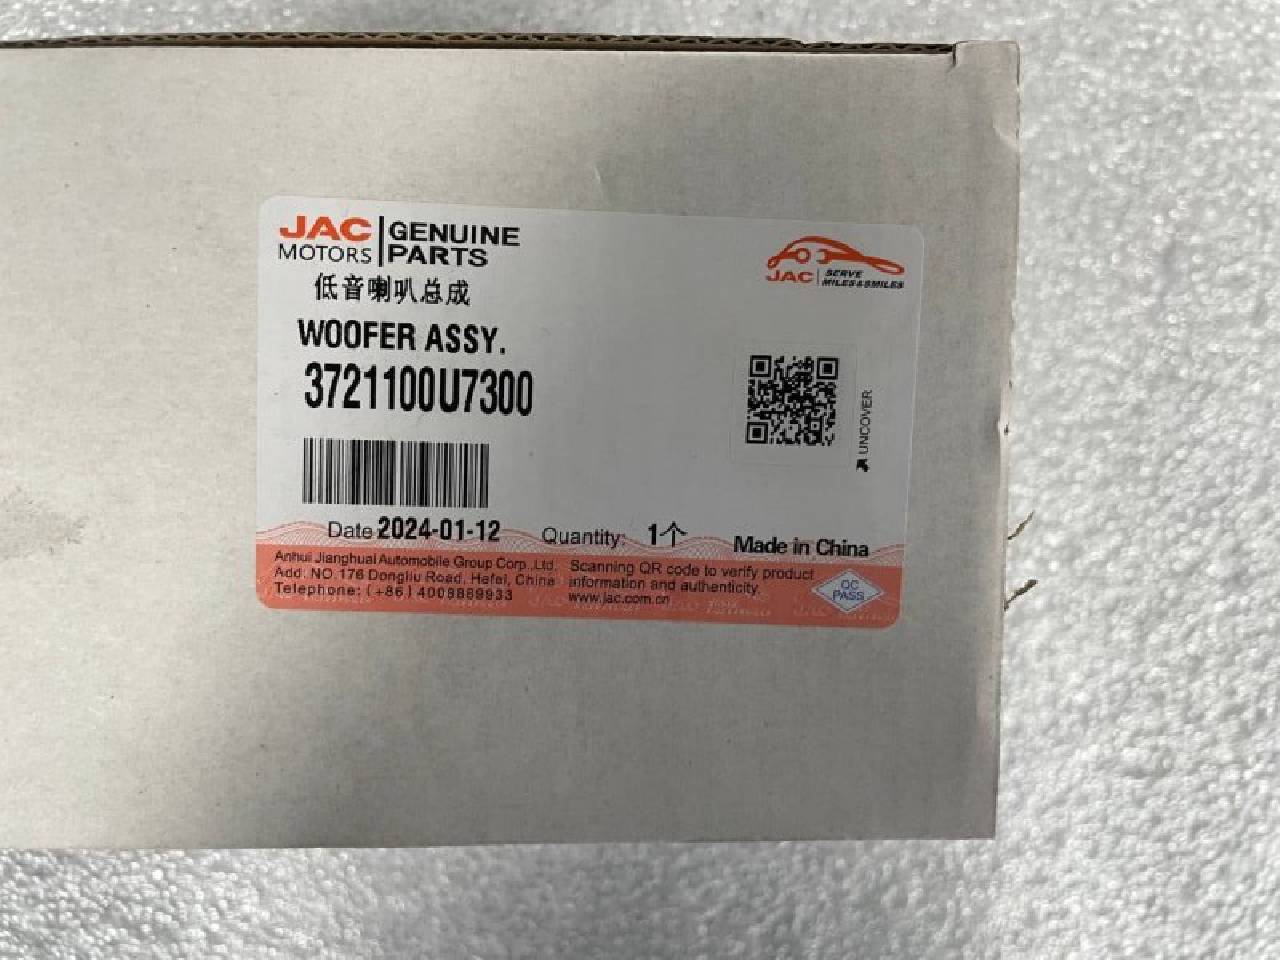 JAC MOTORS GENUINE PARTS
JAC SERVE MILES&SMILES
低音喇叭总成
WOOFER ASSY.
3721100U7300
UNCOVER
Date 2024-01-12 Quantity: 1个 Made in China
Anhui Jianghuai Automobile Group Corp.,Ltd.
Add: NO.176 Dongliu Road, Hefei, China
Telephone: (+86) 4008889933
Scanning QR code to verify product
information and authenticity.
www.jac.com.cn
QC
PASS